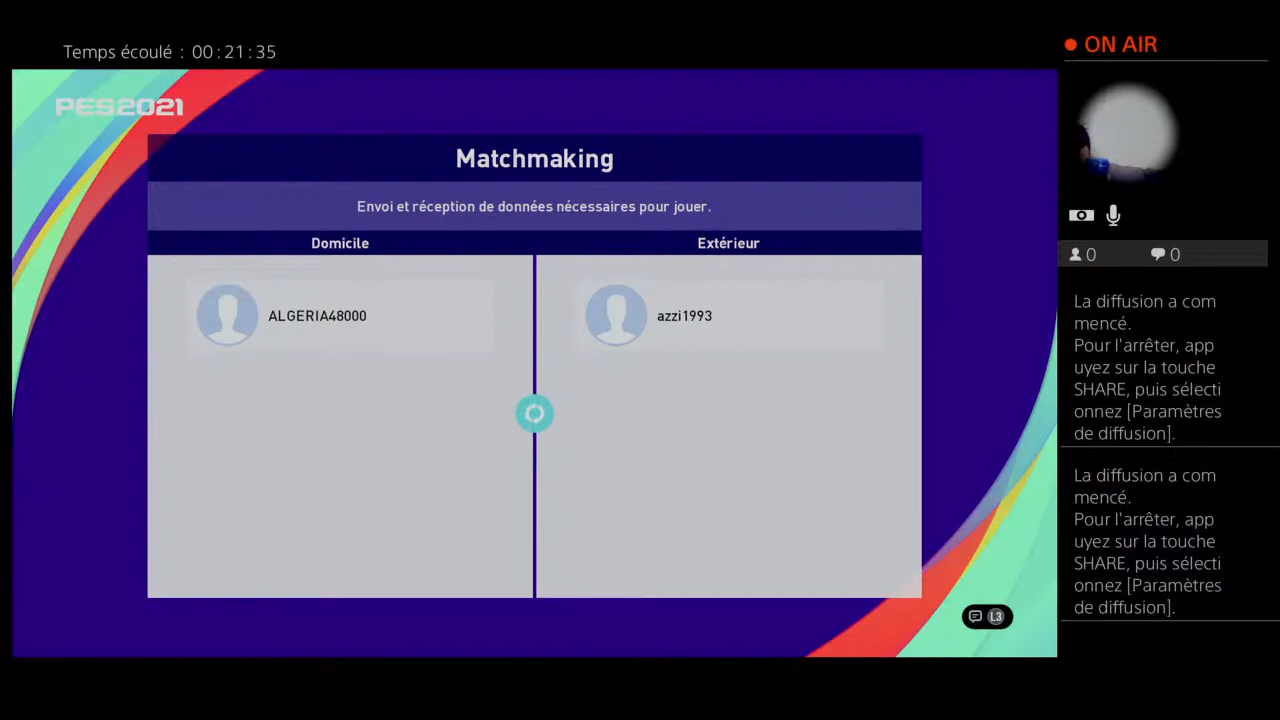 Temps écoulé : 00:21:35
ON AIR
PES2021
Matchmaking
Envoi et réception de données nécessaires pour jouer.
Domicile
Extérieur
ALGERIA48000
azzi1993
L3
0
0
La diffusion a com
mencé.
Pour l'arrêter, app
uyez sur la touche
SHARE, puis sélecti
onnez [Paramètres
de diffusion].
La diffusion a com
mencé.
Pour l'arrêter, app
uyez sur la touche
SHARE, puis sélecti
onnez [Paramètres
de diffusion].